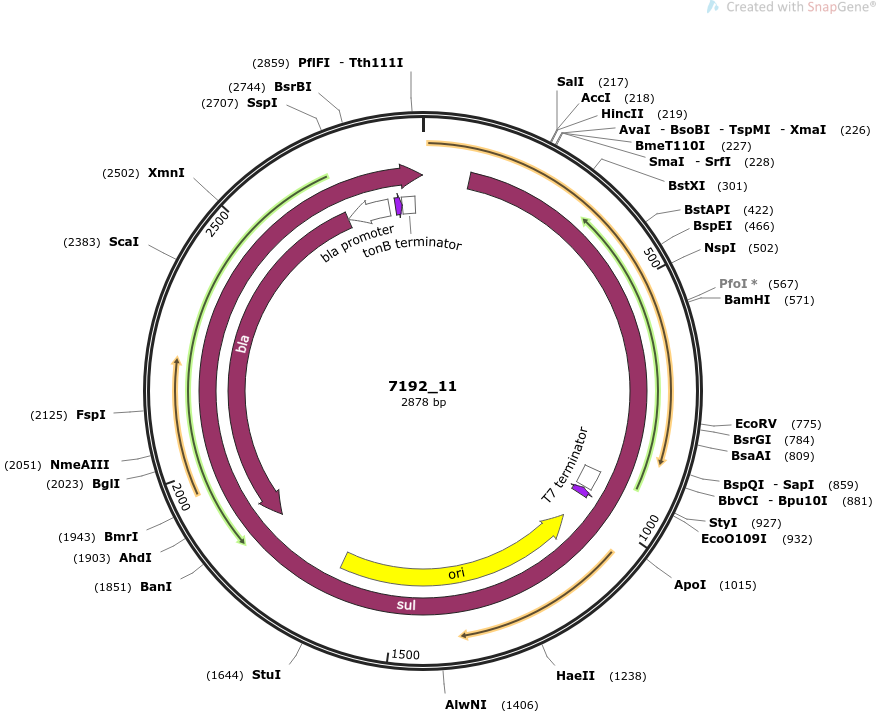 Created with SnapGene®
(2859) PflFI - Tth111I
(2744) BsrBI
(2707) SspI
(2502) XmnI
(2383) ScaI
(2125) FspI
(2051) NmeAIII
(2023) BglI
(1943) BmrI
(1903) AhdI
(1851) BanI
(1644) StuI
SalI (217)
AccI (218)
HincII (219)
AvaI - BsoBI - TspMI - XmaI (226)
BmeT110I (227)
SmaI - SrfI (228)
BstXI (301)
BstAPI (422)
BspEI (466)
NspI (502)
PfoI * (567)
BamHI (571)
EcoRV (775)
BsrGI (784)
BsaAI (809)
BspQI - SapI (859)
BbvCI - Bpu10I (881)
StyI (927)
EcoO109I (932)
ApoI (1015)
HaeII (1238)
AlwNI (1406)
500
1000
1500
2000
2500
bla promoter
tonB terminator
bla
7192_11
2878 bp
T7 terminator
ori
sul